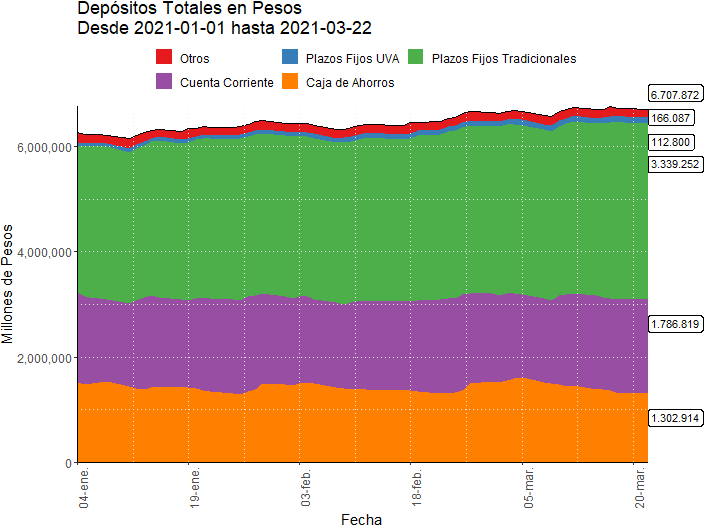 Depósitos Totales en Pesos
Desde 2021-01-01 hasta 2021-03-22
Otros
Plazos Fijos UVA
Plazos Fijos Tradicionales
Cuenta Corriente
Caja de Ahorros
6.707.872
166.087
112.800
3.339.252
1.786.819
1.302.914
Millones de Pesos
6,000,000
4,000,000
2,000,000
0
04-ene.
19-ene.
03-feb.
18-feb.
05-mar.
20-mar.
Fecha